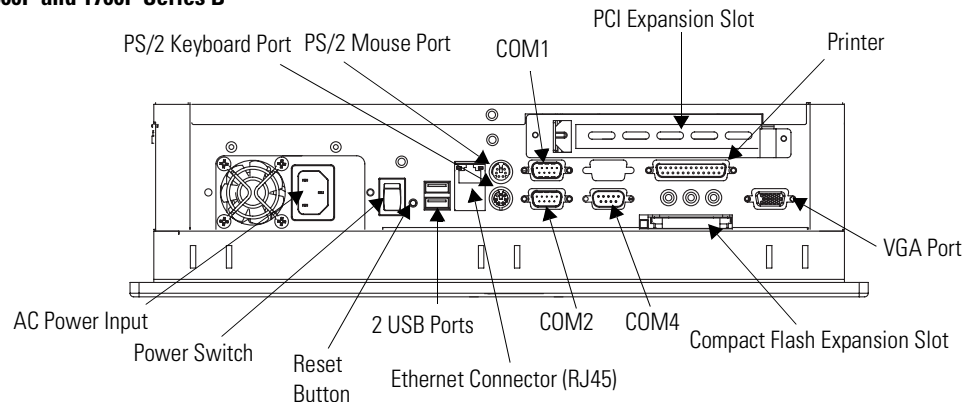 PCI Expansion Slot
PS/2 Keyboard Port
PS/2 Mouse Port
COM1
Printer
VGA Port
AC Power Input
2 USB Ports
COM2
COM4
Compact Flash Expansion Slot
Power Switch
Reset
Button
Ethernet Connector (RJ45)